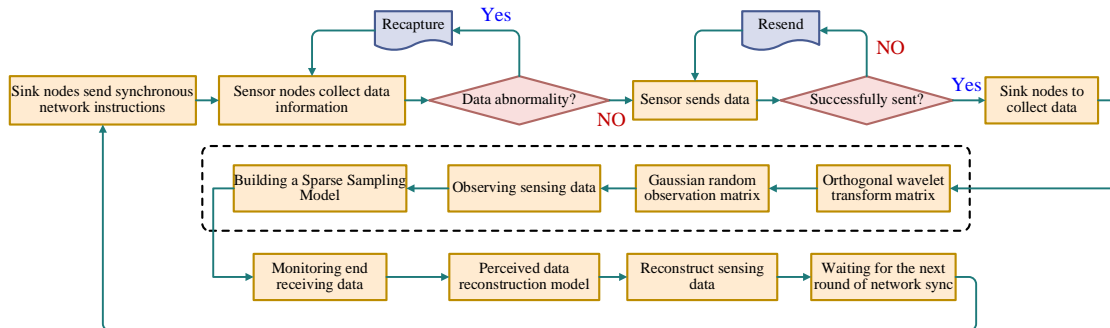 Recapture
Yes
Resend
NO
Sink nodes send synchronous
network instructions
Sensor nodes collect data
information
Data abnormality?
NO
Sensor sends data
Successfully sent?
Yes
Sink nodes to
collect data
Building a Sparse Sampling
Model
Observing sensing data
Gaussian random
observation matrix
Orthogonal wavelet
transform matrix
Monitoring end
receiving data
Perceived data
reconstruction model
Reconstruct sensing
data
Waiting for the next
round of network sync